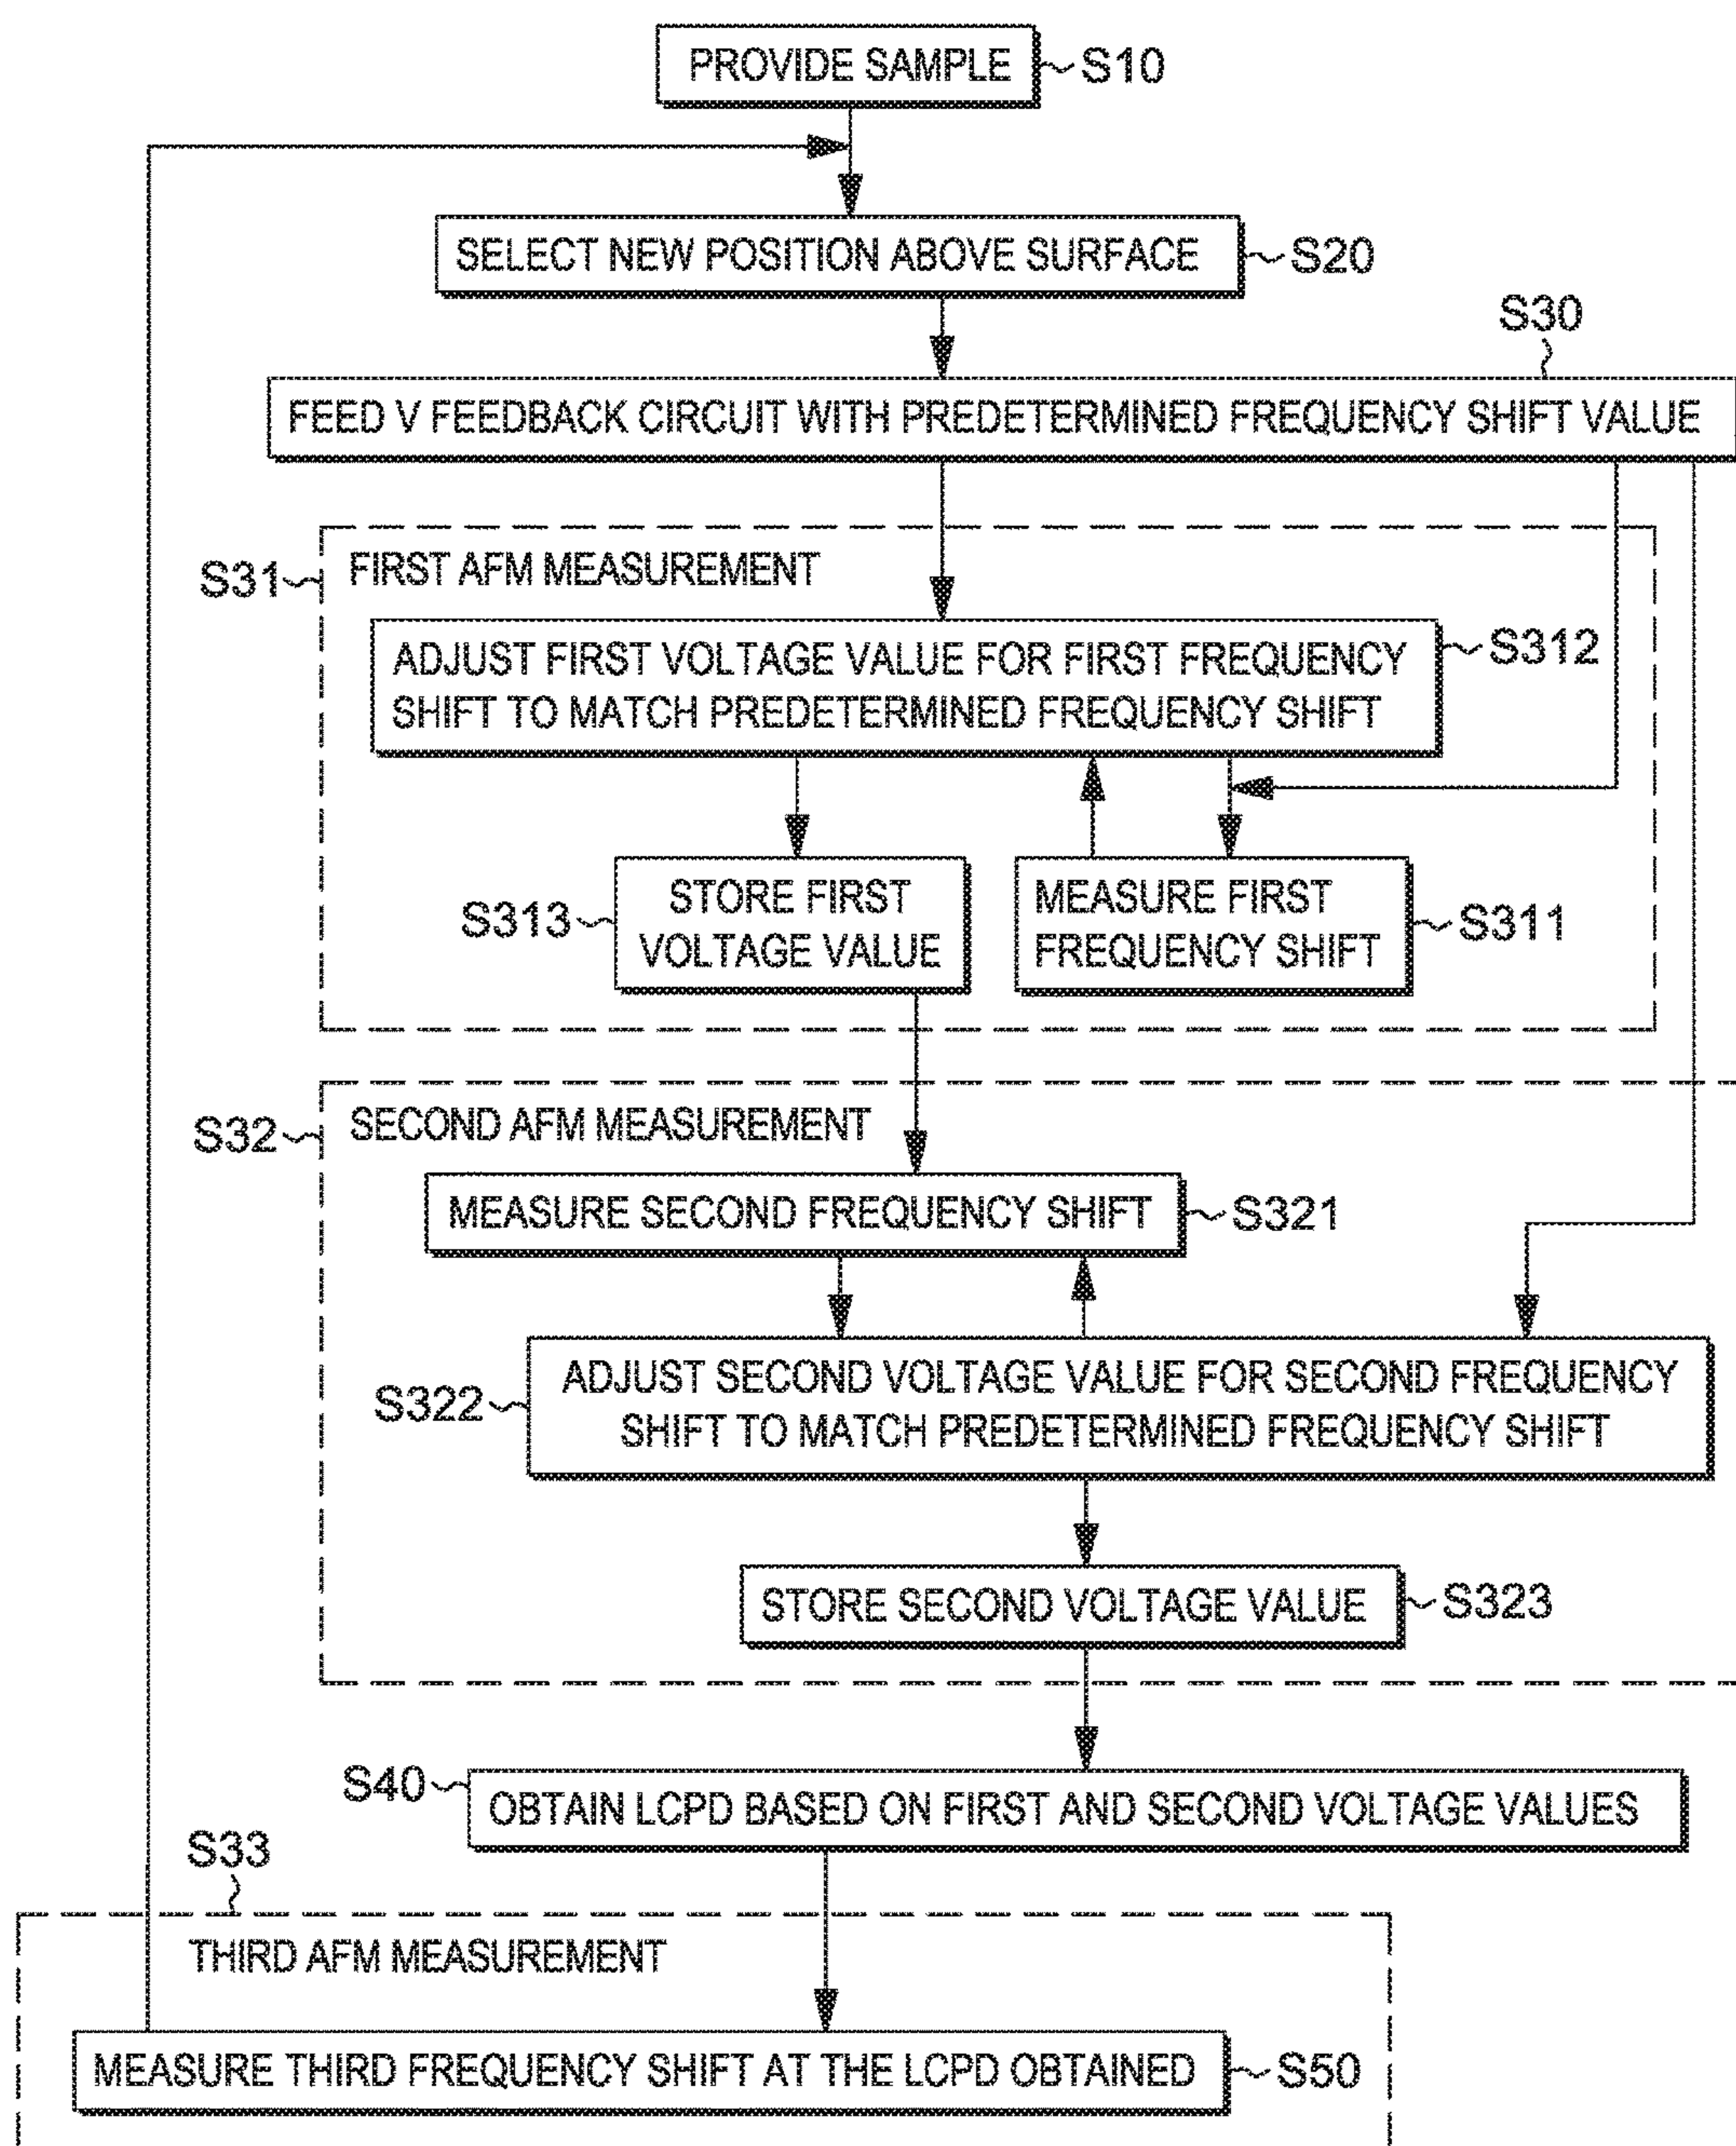 PROVIDE SAMPLE
S10
SELECT NEW POSITION ABOVE SURFACE
S20
S30
FEED V FEEDBACK CIRCUIT WITH PREDETERMINED FREQUENCY SHIFT VALUE
S31
FIRST AFM MEASUREMENT
ADJUST FIRST VOLTAGE VALUE FOR FIRST FREQUENCY
SHIFT TO MATCH PREDETERMINED FREQUENCY SHIFT
S312
S313
STORE FIRST
VOLTAGE VALUE
MEASURE FIRST
FREQUENCY SHIFT
S311
S32
SECOND AFM MEASUREMENT
MEASURE SECOND FREQUENCY SHIFT
S321
S322
ADJUST SECOND VOLTAGE VALUE FOR SECOND FREQUENCY
SHIFT TO MATCH PREDETERMINED FREQUENCY SHIFT
STORE SECOND VOLTAGE VALUE
S323
S40
OBTAIN LCPD BASED ON FIRST AND SECOND VOLTAGE VALUES
S33
THIRD AFM MEASUREMENT
MEASURE THIRD FREQUENCY SHIFT AT THE LCPD OBTAINED
S50